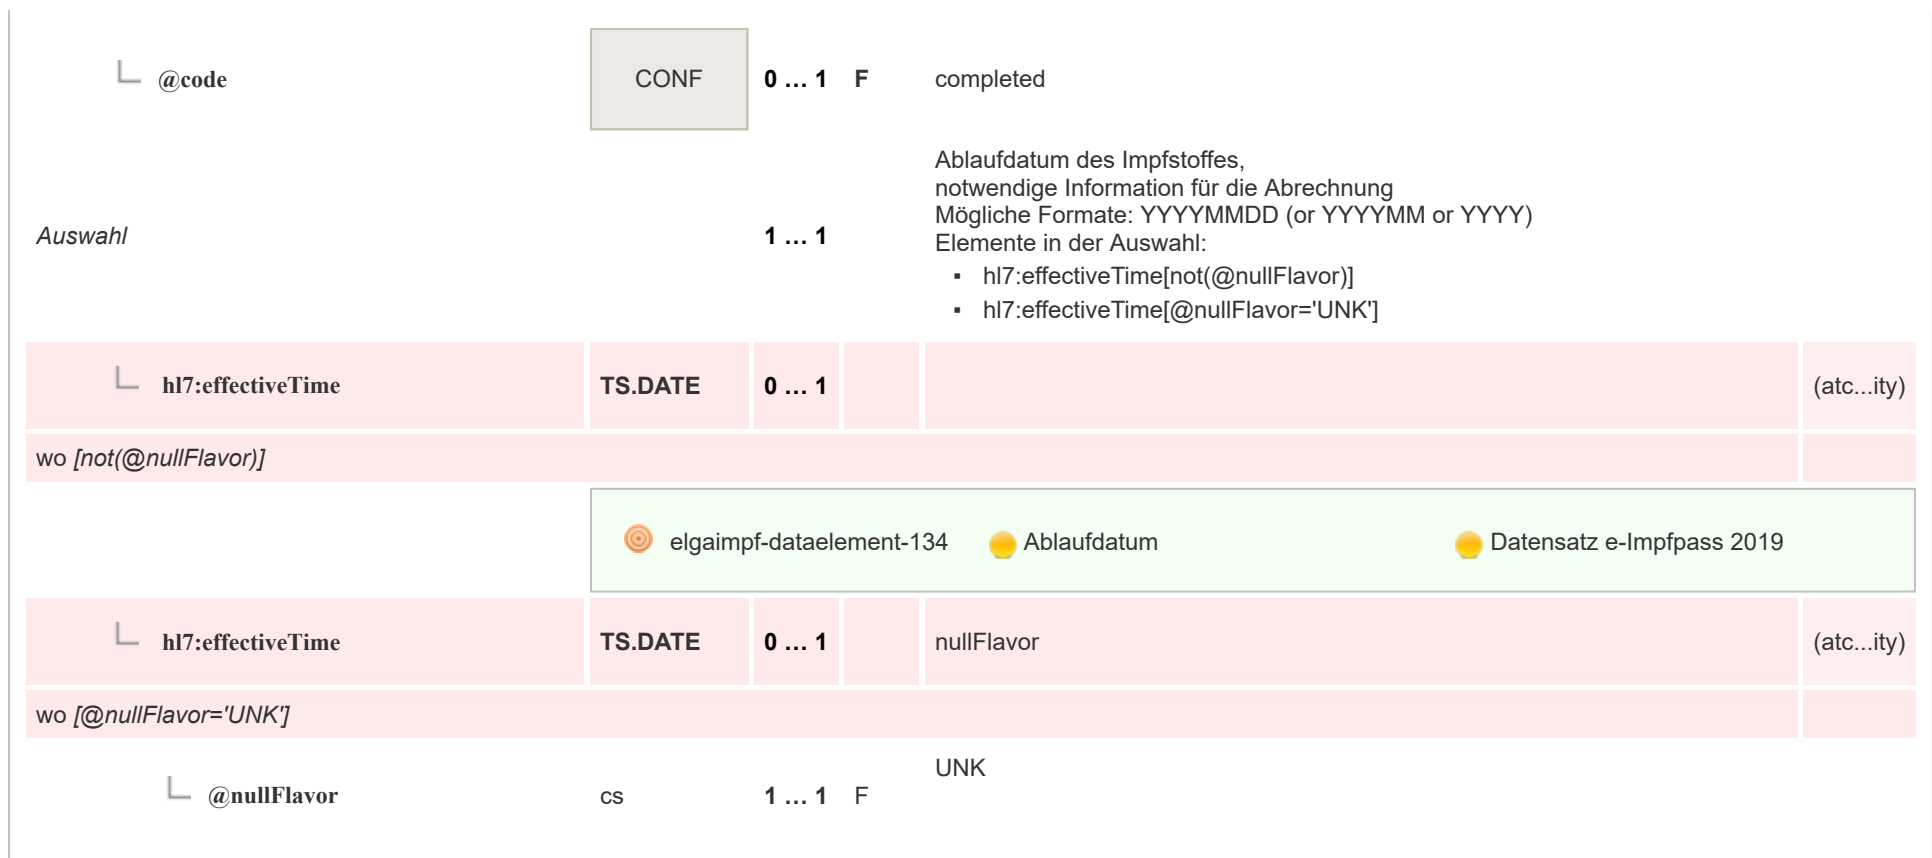 @code CONF 0 … 1 F completed
Ablaufdatum des Impfstoffes,
notwendige Information für die Abrechnung
Mögliche Formate: YYYYMMDD (or YYYYMM or YYYY)
Auswahl 1 … 1 Elemente in der Auswahl:
▪ hl7:effectiveTime[not(@nullFlavor)]
▪ hl7:effectiveTime[@nullFlavor='UNK']
hl7:effectiveTime TS.DATE 0 … 1 (atc...ity)
wo [not(@nullFlavor)]
elgaimpf-dataelement-134 Ablaufdatum Datensatz e-Impfpass 2019
hl7:effectiveTime TS.DATE 0 … 1 nullFlavor (atc...ity)
wo [@nullFlavor='UNK']
UNK
@nullFlavor cs 1 … 1 F